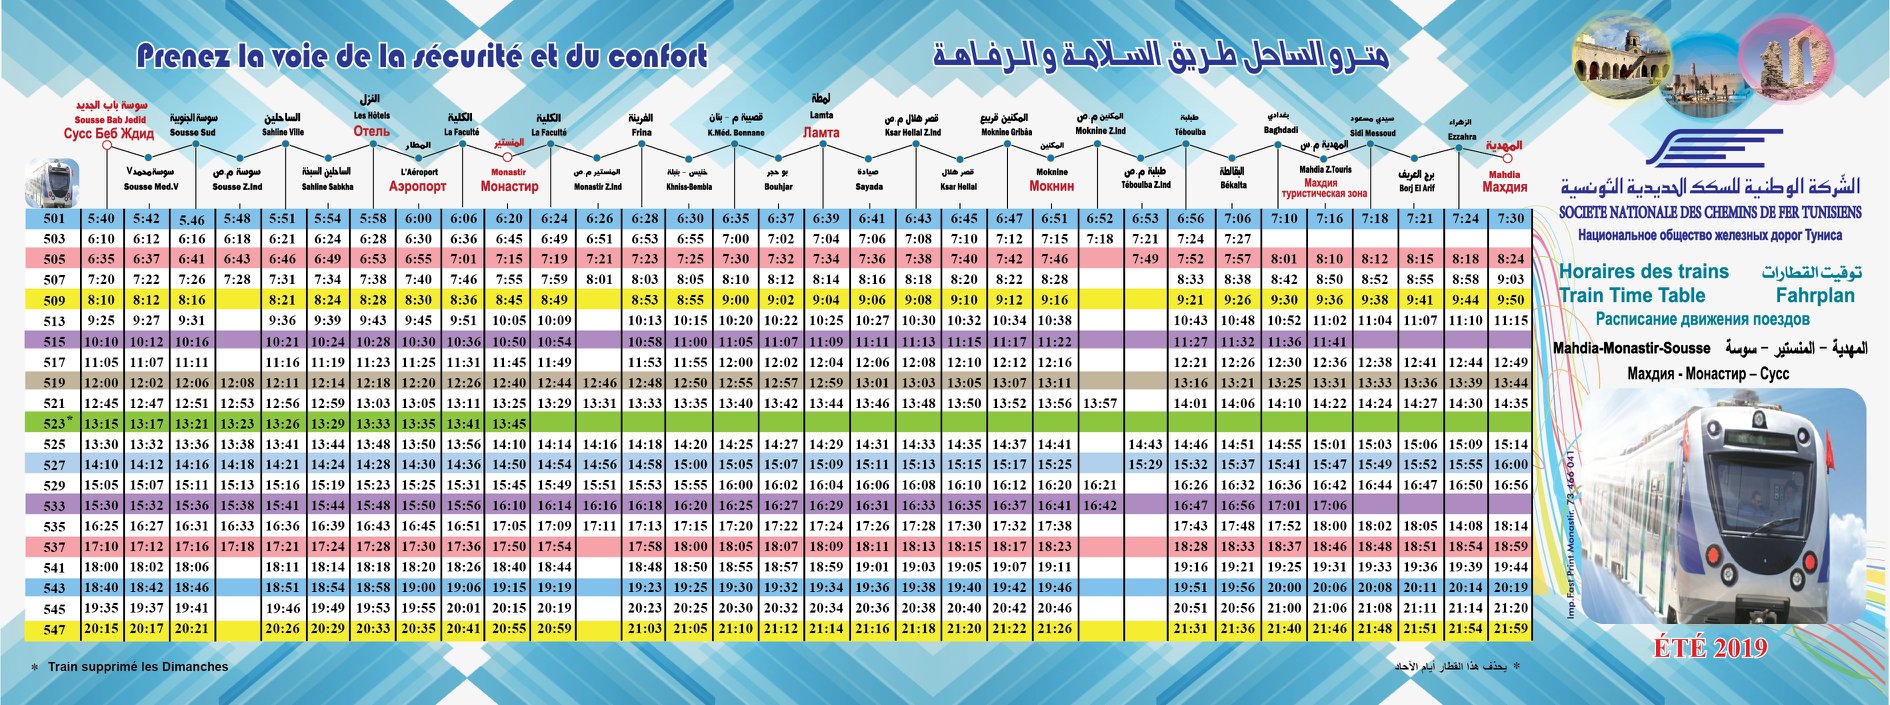 Prenez la voie de la sécurité et du confort
متـرو الساحل طـريق السـلامـة و الـرفـاهـة
سوسة باب الجديد
Sousse Bab Jedid
Сусс Беб Ждид
سوسة محمدV
Sousse Med.V
سوسة الجنوبية
Sousse Sud
سوسة م.ص
Sousse Z.Ind
الساحلين
Sahline Ville
الساحلين السبخة
Sahline Sabkha
النزل
Les Hôtels
Отель
المطار
L'Aéroport
Аэропорт
الكلية
La Faculté
المنستير
Monastir
Монастир
الكلية
La Faculté
المنستير م.ص
Monastir Z.Ind
الفرينة
Frina
خنيس - بنبلة
Khniss-Bembla
قصيبة م - بنان
K.Méd. Bennane
بو حجر
Bouhjar
لمطة
Lamta
Ламта
صيادة
Sayada
قصر هلال م.ص
Ksar Hellal Z.Ind
قصر هلال
Ksar Hellal
المكنين قريبع
Moknine Gribâa
المكنين
Moknine
Мокнин
المكنين م.ص
Moknine Z.Ind
طبلبة م.ص
Téboulba Z.Ind
طبلبة
Téboulba
البقالطة
Békalta
بغدادي
Baghdadi
المهدية م.س
Mahdia Z.Touris
Махдия
туристическая зона
سيدي مسعود
Sidi Messoud
برج العريف
Borj El Arif
الزهراء
Ezzahra
المهدية
Mahdia
Махдия
501 5:40 5:42 5.46 5:48 5:51 5:54 5:58 6:00 6:06 6:20 6:24 6:26 6:28 6:30 6:35 6:37 6:39 6:41 6:43 6:45 6:47 6:51 6:52 6:53 6:56 7:06 7:10 7:16 7:18 7:21 7:24 7:30
503 6:10 6:12 6:16 6:18 6:21 6:24 6:28 6:30 6:36 6:45 6:49 6:51 6:53 6:55 7:00 7:02 7:04 7:06 7:08 7:10 7:12 7:15 7:18 7:21 7:24 7:27
505 6:35 6:37 6:41 6:43 6:46 6:49 6:53 6:55 7:01 7:15 7:19 7:21 7:23 7:25 7:30 7:32 7:34 7:36 7:38 7:40 7:42 7:46 7:49 7:52 7:57 8:01 8:10 8:12 8:15 8:18 8:24
507 7:20 7:22 7:26 7:28 7:31 7:34 7:38 7:40 7:46 7:55 7:59 8:01 8:03 8:05 8:10 8:12 8:14 8:16 8:18 8:20 8:22 8:28 8:33 8:38 8:42 8:50 8:52 8:55 8:58 9:03
509 8:10 8:12 8:16 8:21 8:24 8:28 8:30 8:36 8:45 8:49 8:53 8:55 9:00 9:02 9:04 9:06 9:08 9:10 9:12 9:16 9:21 9:26 9:30 9:36 9:38 9:41 9:44 9:50
513 9:25 9:27 9:31 9:36 9:39 9:43 9:45 9:51 10:05 10:09 10:13 10:15 10:20 10:22 10:25 10:27 10:30 10:32 10:34 10:38 10:43 10:48 10:52 11:02 11:04 11:07 11:10 11:15
515 10:10 10:12 10:16 10:21 10:24 10:28 10:30 10:36 10:50 10:54 10:58 11:00 11:05 11:07 11:09 11:11 11:13 11:15 11:17 11:22 11:27 11:32 11:36 11:41
517 11:05 11:07 11:11 11:16 11:19 11:23 11:25 11:31 11:45 11:49 11:53 11:55 12:00 12:02 12:04 12:06 12:08 12:10 12:12 12:16 12:21 12:26 12:30 12:36 12:38 12:41 12:44 12:49
519 12:00 12:02 12:06 12:08 12:11 12:14 12:18 12:20 12:26 12:40 12:44 12:46 12:48 12:50 12:55 12:57 12:59 13:01 13:03 13:05 13:07 13:11 13:16 13:21 13:25 13:31 13:33 13:36 13:39 13:44
521 12:45 12:47 12:51 12:53 12:56 12:59 13:03 13:05 13:11 13:25 13:29 13:31 13:33 13:35 13:40 13:42 13:44 13:46 13:48 13:50 13:52 13:56 13:57 14:01 14:06 14:10 14:22 14:24 14:27 14:30 14:35
523* 13:15 13:17 13:21 13:23 13:26 13:29 13:33 13:35 13:41 13:45
525 13:30 13:32 13:36 13:38 13:41 13:44 13:48 13:50 13:56 14:10 14:14 14:16 14:18 14:20 14:25 14:27 14:29 14:31 14:33 14:35 14:37 14:41 14:43 14:46 14:51 14:55 15:01 15:03 15:06 15:09 15:14
527 14:10 14:12 14:16 14:18 14:21 14:24 14:28 14:30 14:36 14:50 14:54 14:56 14:58 15:00 15:05 15:07 15:09 15:11 15:13 15:15 15:17 15:25 15:29 15:32 15:37 15:41 15:47 15:49 15:52 15:55 16:00
529 15:05 15:07 15:11 15:13 15:16 15:19 15:23 15:25 15:31 15:45 15:49 15:51 15:53 15:55 16:00 16:02 16:04 16:06 16:08 16:10 16:12 16:20 16:21 16:26 16:32 16:36 16:42 16:44 16:47 16:50 16:56
533 15:30 15:32 15:36 15:38 15:41 15:44 15:48 15:50 15:56 16:10 16:14 16:16 16:18 16:20 16:25 16:27 16:29 16:31 16:33 16:35 16:37 16:41 16:42 16:47 16:56 17:01 17:06
535 16:25 16:27 16:31 16:33 16:36 16:39 16:43 16:45 16:51 17:05 17:09 17:11 17:13 17:15 17:20 17:22 17:24 17:26 17:28 17:30 17:32 17:38 17:43 17:48 17:52 18:00 18:02 18:05 14:08 18:14
537 17:10 17:12 17:16 17:18 17:21 17:24 17:28 17:30 17:36 17:50 17:54 17:58 18:00 18:05 18:07 18:09 18:11 18:13 18:15 18:17 18:23 18:28 18:33 18:37 18:46 18:48 18:51 18:54 18:59
541 18:00 18:02 18:06 18:11 18:14 18:18 18:20 18:26 18:40 18:44 18:48 18:50 18:55 18:57 18:59 19:01 19:03 19:05 19:07 19:11 19:16 19:21 19:25 19:31 19:33 19:36 19:39 19:44
543 18:40 18:42 18:46 18:51 18:54 18:58 19:00 19:06 19:15 19:19 19:23 19:25 19:30 19:32 19:34 19:36 19:38 19:40 19:42 19:46 19:51 19:56 20:00 20:06 20:08 20:11 20:14 20:19
545 19:35 19:37 19:41 19:46 19:49 19:53 19:55 20:01 20:15 20:19 20:23 20:25 20:30 20:32 20:34 20:36 20:38 20:40 20:42 20:46 20:51 20:56 21:00 21:06 21:08 21:11 21:14 21:20
547 20:15 20:17 20:21 20:26 20:29 20:33 20:35 20:41 20:55 20:59 21:03 21:05 21:10 21:12 21:14 21:16 21:18 21:20 21:22 21:26 21:31 21:36 21:40 21:46 21:48 21:51 21:54 21:59
* Train supprimé les Dimanches
* يحذف هذا القطار أيام الآحاد
الشركة الوطنية للسكك الحديدية التونسية
SOCIETE NATIONALE DES CHEMINS DE FER TUNISIENS
Национальное общество железных дорог Туниса
Horaires des trains توقيت القطارات
Train Time Table Fahrplan
Расписание движения поездов
Mahdia-Monastir-Sousse المهدية - المنستير - سوسة
Махдия - Монастир – Сусс
Imp.Fast Print Monastir. 73 466 041
ÉTÉ 2019